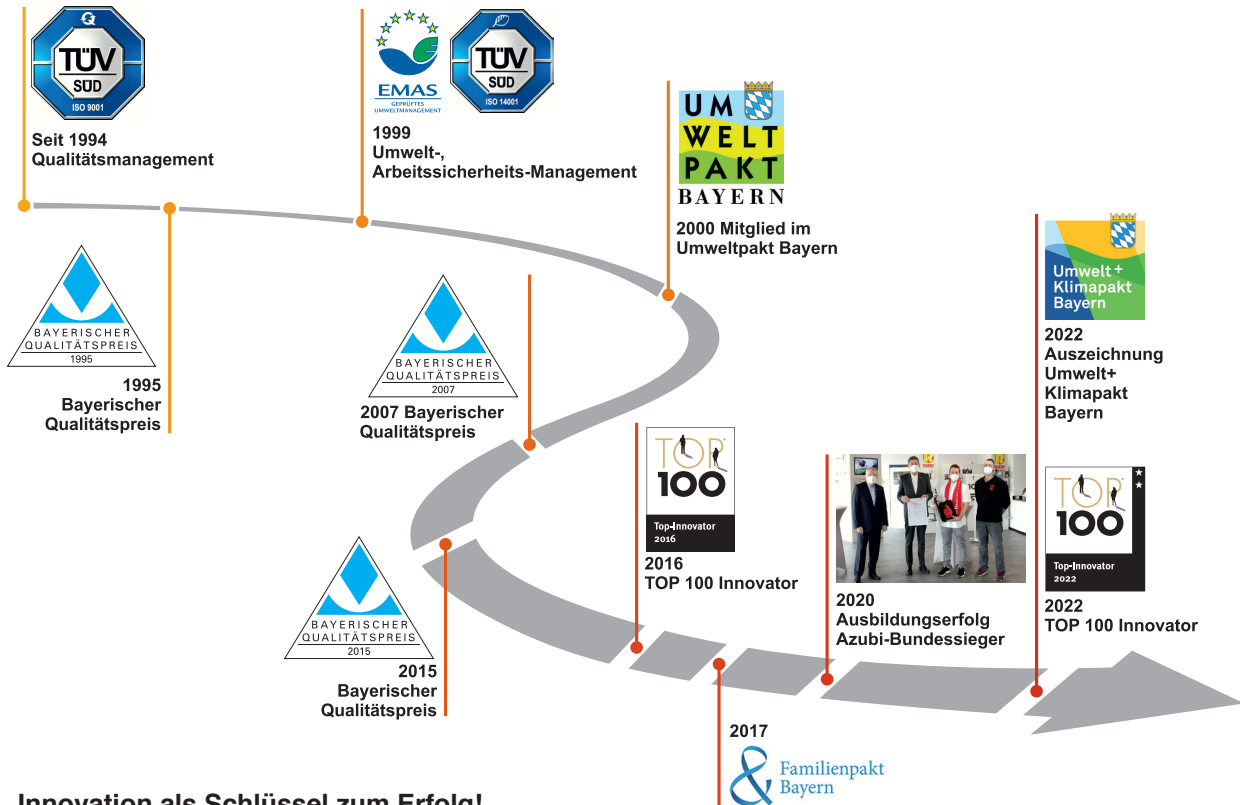 TÜV
SÜD
ISO 9001
Seit 1994
Qualitätsmanagement
EMAS
GEPRÜFTES
UMWELTMANAGEMENT
TÜV
SÜD
ISO 14001
1999
Umwelt-,
Arbeitssicherheits-Management
UM
WELT
PAKT
BAYERN
2000 Mitglied im
Umweltpakt Bayern
BAYERISCHER
QUALITÄTSPREIS
1995
1995
Bayerischer
Qualitätspreis
BAYERISCHER
QUALITÄTSPREIS
2007
2007 Bayerischer
Qualitätspreis
Umwelt+
Klimapakt
Bayern
2022
Auszeichnung
Umwelt+
Klimapakt
Bayern
BAYERISCHER
QUALITÄTSPREIS
2015
2015
Bayerischer
Qualitätspreis
TOP
100
Top-Innovator
2016
2016
TOP 100 Innovator
2020
Ausbildungserfolg
Azubi-Bundessieger
TOP
100
Top-Innovator
2022
2022
TOP 100 Innovator
2017
Familienpakt
Bayern
Innovation als Schlüssel zum Erfolg!